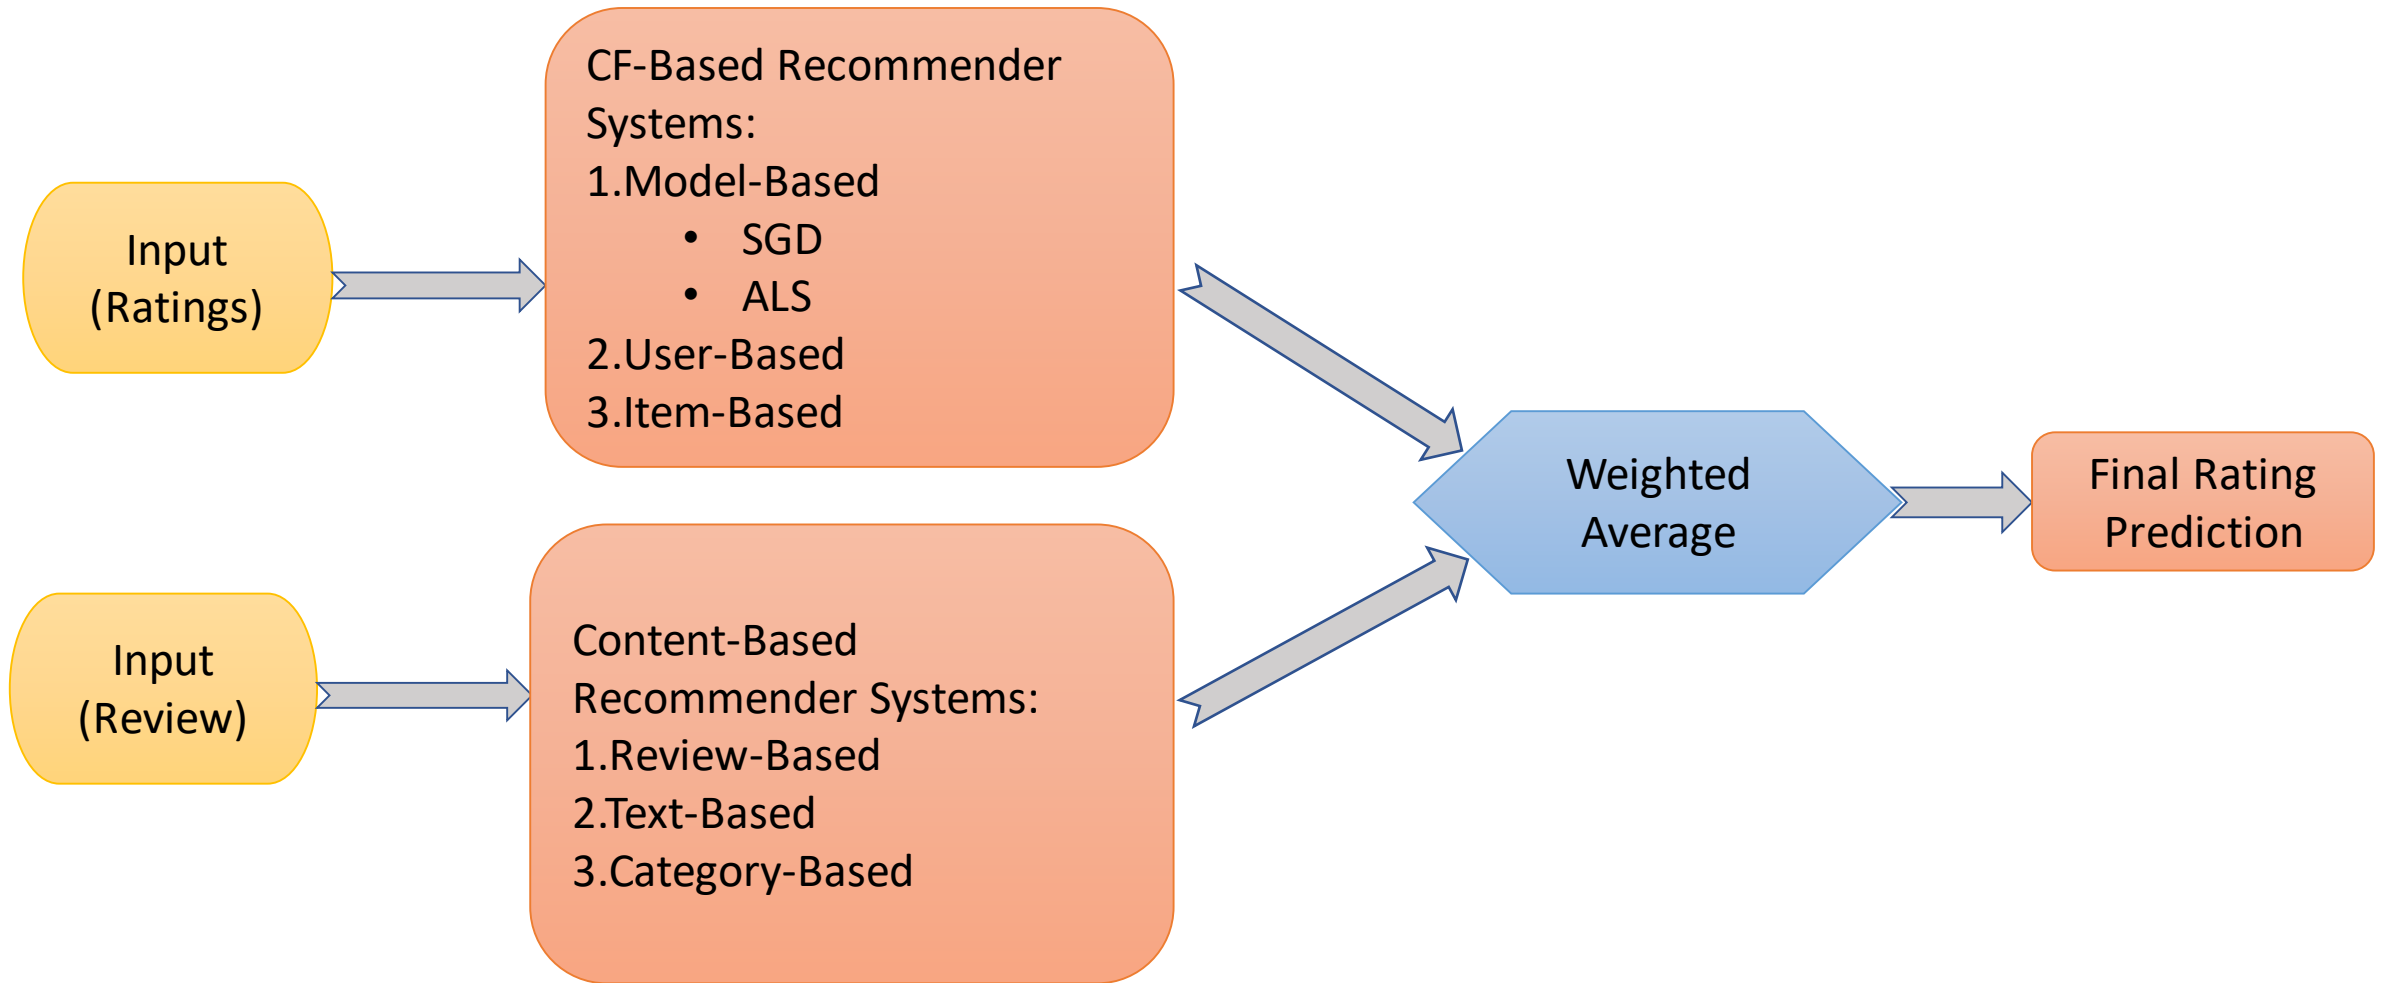 Input
(Ratings)
CF-Based Recommender
Systems:
1.Model-Based
• SGD
• ALS
2.User-Based
3.Item-Based
Input
(Review)
Content-Based
Recommender Systems:
1.Review-Based
2.Text-Based
3.Category-Based
Weighted
Average
Final Rating
Prediction